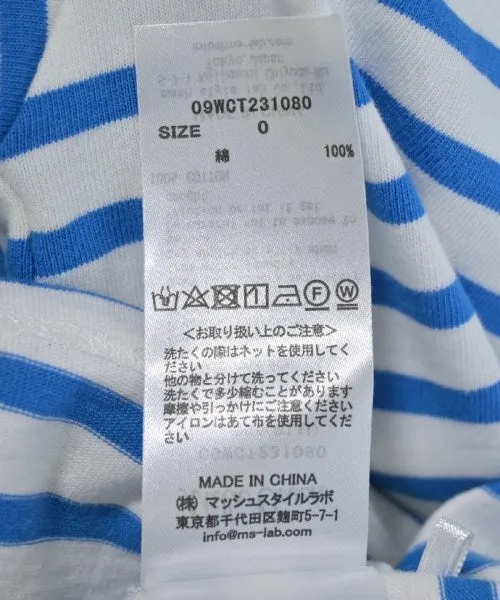 09WCT231080
SIZE 0
綿 100%
F W
<お取り扱い上のご注意>
洗たくの際はネットを使用してく
ださい
他の物と分けて洗ってください
洗たくで多少縮むことがあります
摩擦や引っかけにご注意ください
アイロンはあて布を使用してくだ
さい
MADE IN CHINA
(株) マッシュスタイルラボ
東京都千代田区麹町5-7-1
info@ms-lab.com